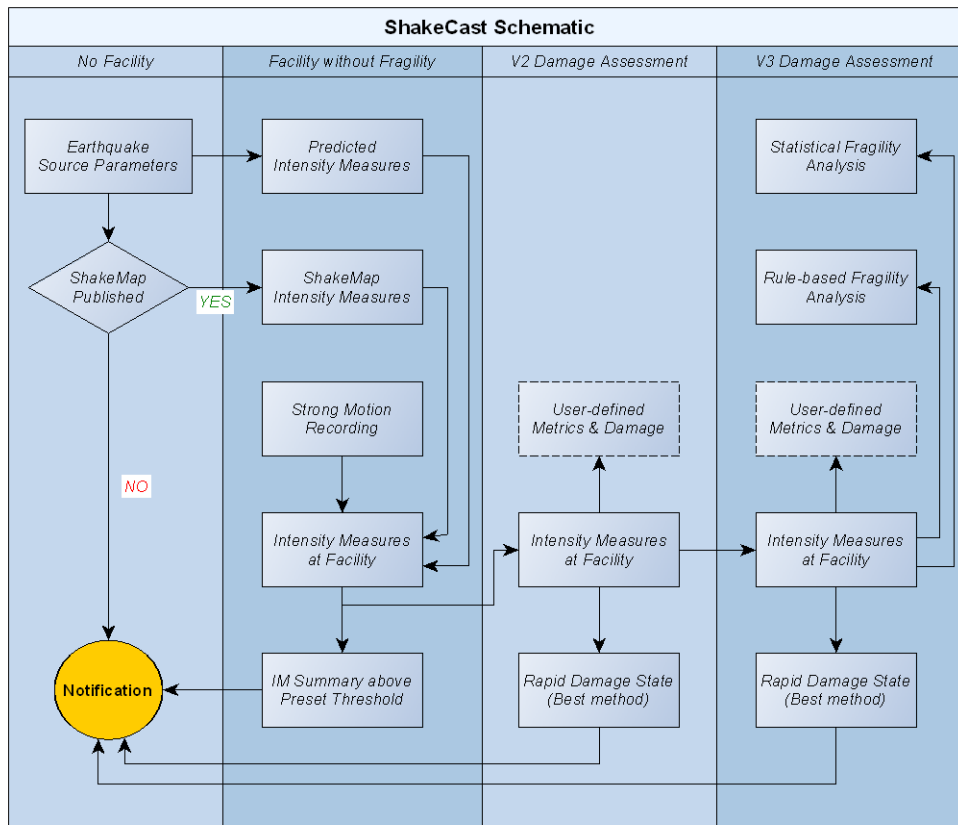 ShakeCast Schematic
No Facility
Facility without Fragility
V2 Damage Assessment
V3 Damage Assessment
Earthquake
Source Parameters
Predicted
Intensity Measures
Statistical Fragility
Analysis
ShakeMap
Published
YES
ShakeMap
Intensity Measures
Rule-based Fragility
Analysis
Strong Motion
Recording
User-defined
Metrics & Damage
User-defined
Metrics & Damage
NO
Intensity Measures
at Facility
Intensity Measures
at Facility
Intensity Measures
at Facility
Notification
IM Summary above
Preset Threshold
Rapid Damage State
(Best method)
Rapid Damage State
(Best method)